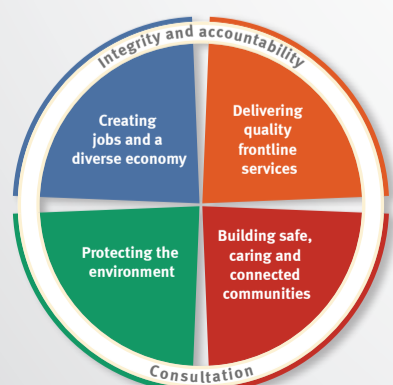 Integrity and accountability
Creating
jobs and a
diverse economy
Delivering
quality
frontline
services
Protecting the
environment
Building safe,
caring and
connected
communities
Consultation